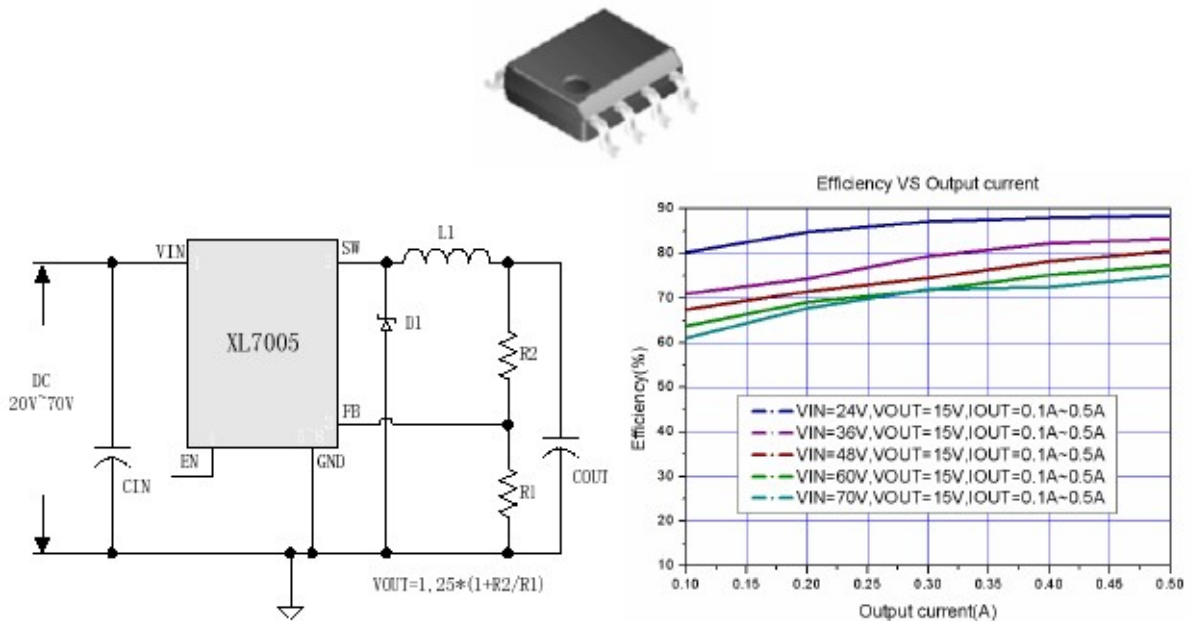 VIN
SW
L1
XL7005
D1
R2
DC
20V~70V
FB
EN
GND
CIN
R1
COUT
VOUT=1,25*(1+R2/R1)
Efficiency VS Output current
90
80
70
60
50
40
30
20
10
Efficiency(%)
VIN=24V,VOUT=15V,IOUT=0.1A~0.5A
VIN=36V,VOUT=15V,IOUT=0.1A~0.5A
VIN=48V,VOUT=15V,IOUT=0.1A~0.5A
VIN=60V,VOUT=15V,IOUT=0.1A~0.5A
VIN=70V,VOUT=15V,IOUT=0.1A~0.5A
0.10 0.15 0.20 0.25 0.30 0.35 0.40 0.45 0.50
Output current(A)